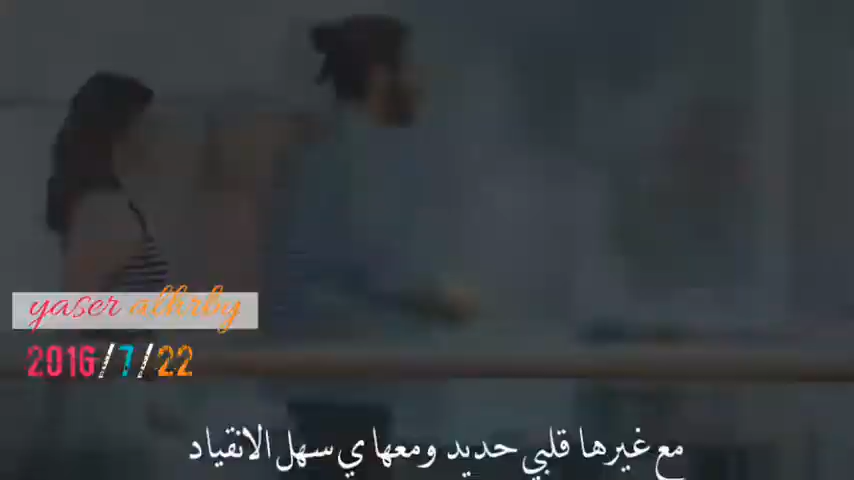 yaser alhrby
2016/7/22
مع غيرها قلبي حديد ومعها ي سهل الانقياد